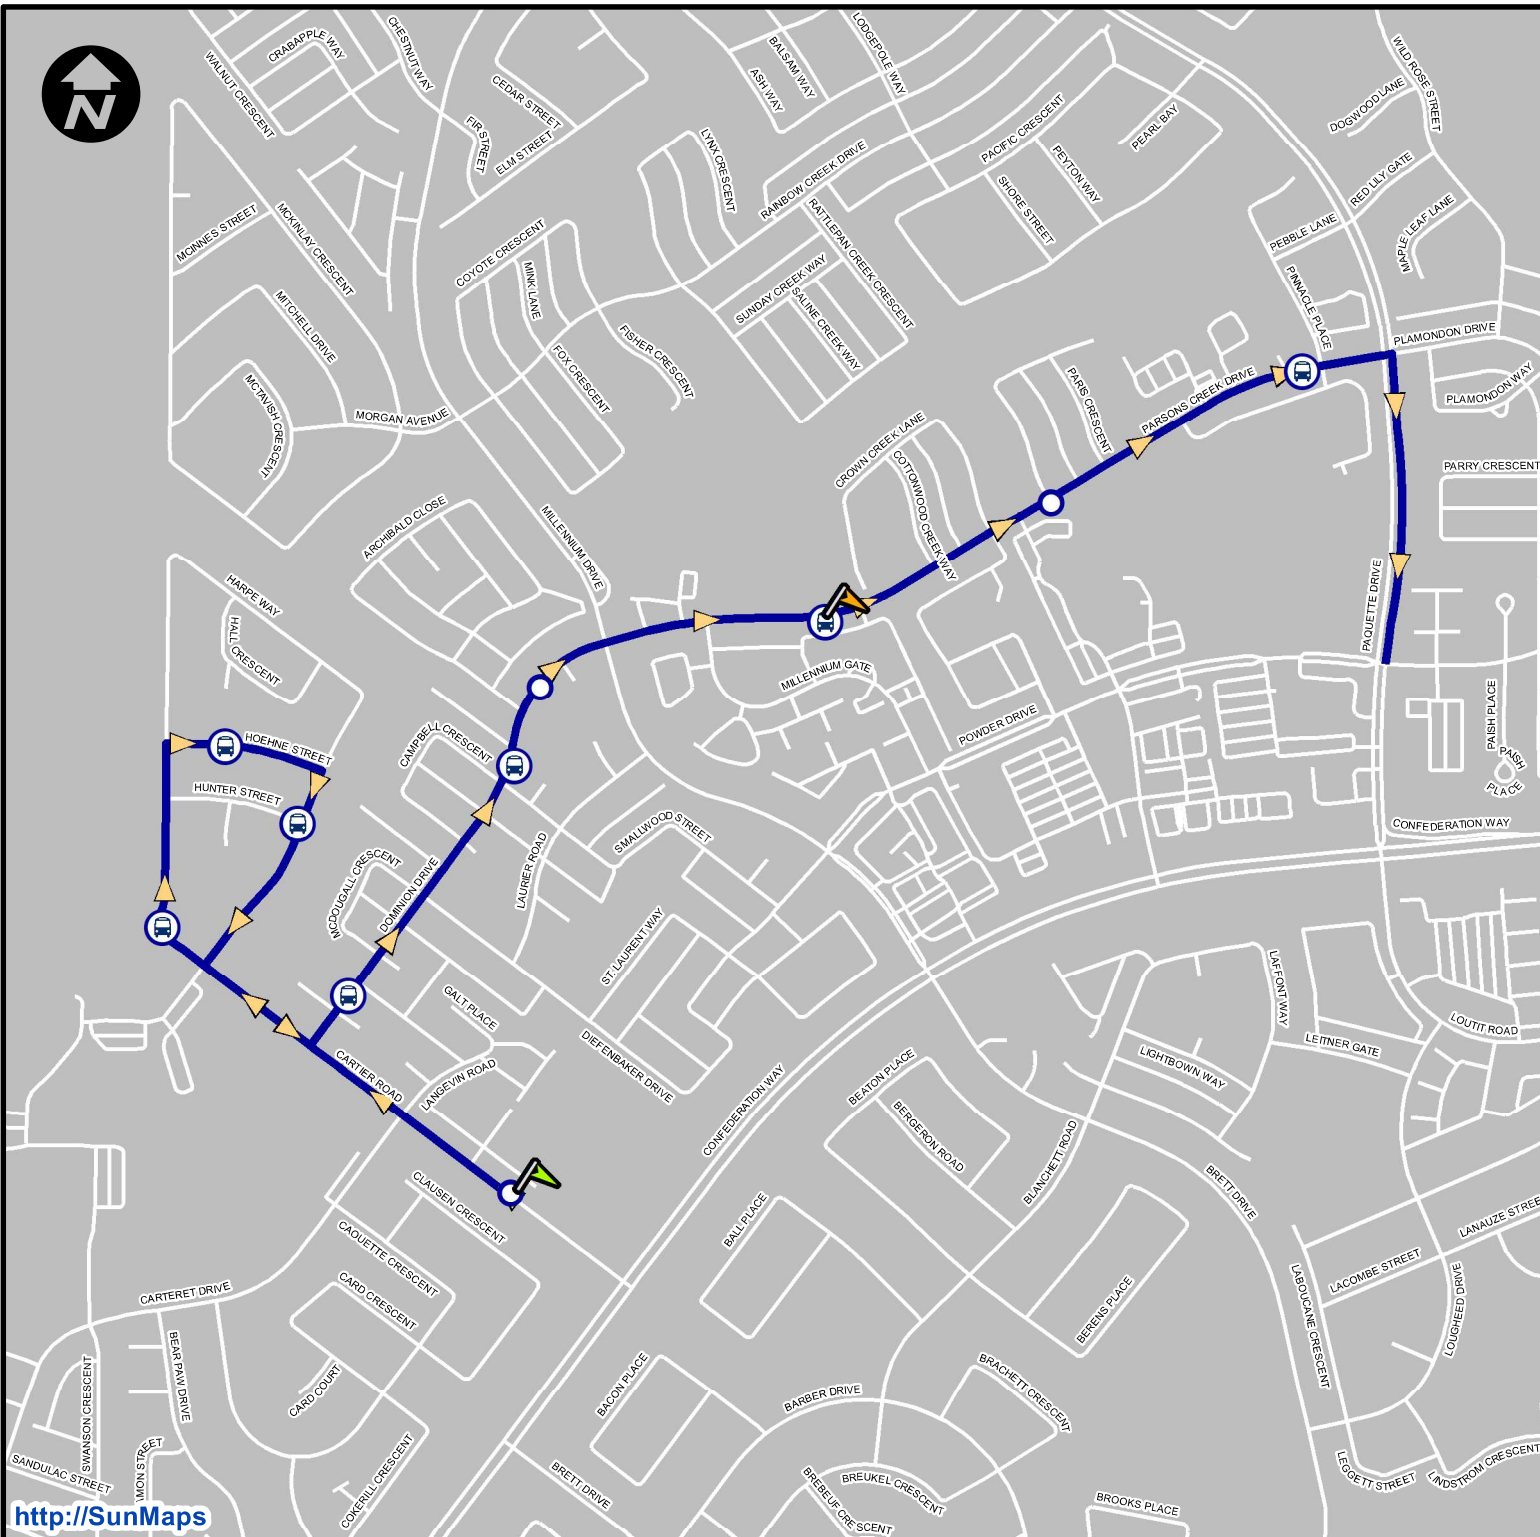 WALNUT CRESCENT
CRABAPPLE WAY
CHESTNUT WAY
CEDAR STREET
FIR STREET
ELM STREET
ASH WAY
BALSAM WAY
LODGEPOLE WAY
WILD ROSE STREET
DOGWOOD LANE
N
LYNX CRESCENT
RAINBOW CREEK DRIVE
PACIFIC CRESCENT
PEARL BAY
PEYTON WAY
SHORE STREET
RED LILY GATE
MAPLE LEAF LANE
PEBBLE LANE
MCINNES STREET
MCKINLAY CRESCENT
COYOTE CRESCENT
MINK LANE
RATTLEPAN CREEK CRESCENT
SUNDAY CREEK WAY
SALINE CREEK WAY
PINNACLE PLACE
MITCHELL DRIVE
FISHER CRESCENT
FOX CRESCENT
PLAMONDON DRIVE
PLAMONDON WAY
MCTAVISH CRESCENT
MORGAN AVENUE
PARIS CRESCENT
PARSONS CREEK DRIVE
CROWN CREEK LANE
COTTONWOOD CREEK WAY
PARRY CRESCENT
ARCHIBALD CLOSE
MILLENNIUM DRIVE
HARPE WAY
HALL CRESCENT
PAQUETTE DRIVE
MILLENNIUM GATE
POWDER DRIVE
PAISH PLACE
PAISH PLACE
HOEHNE STREET
CAMPBELL CRESCENT
HUNTER STREET
SMALLWOOD STREET
CONFEDERATION WAY
LAURIER ROAD
MCDOUGALL CRESCENT
DOMINION DRIVE
ST. LAURENT WAY
LAFFONT WAY
GALT PLACE
LOUTIT ROAD
LEITNER GATE
DIEFENBAKER DRIVE
CARTIER ROAD
LANGEVIN ROAD
LIGHTBOWN WAY
BEATON PLACE
BERGERON ROAD
CONFEDERATION WAY
BLANCHETT ROAD
BRETT DRIVE
CLAUSEN CRESCENT
BALL PLACE
LANAUZE STREE
CAOUETTE CRESCENT
CARD CRESCENT
LACOMBE STREET
LABOUCANE CRESCENT
LOUGHEED DRIVE
BERENS PLACE
CARTERET DRIVE
BEAR PAW DRIVE
SWANSON CRESCENT
CARD COURT
BACON PLACE
BARBER DRIVE
BRACHETT CRESCENT
COKERILL CRESCENT
MON STREET
SANDULAC STREET
BRETT DRIVE
BREUKEL CRESCENT
BREBEUF CRESCENT
BROOKS PLACE
LEGGETT STREET
LINDSTROM CRESCENT
http://SunMaps